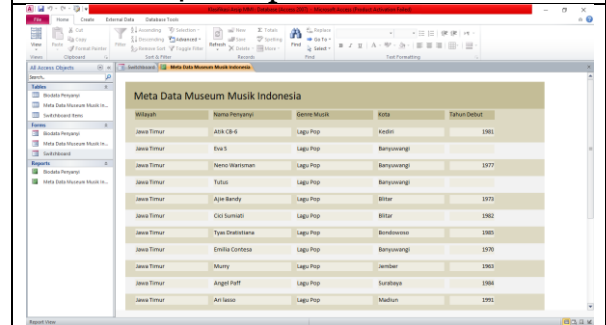 File Home Create External Data Database Tools
View
Paste
Cut
Copy
Format Painter
Filter
Ascending
Descending
Remove Sort
Selection
Advanced
Toggle Filter
Refresh
New
Save
Delete
Totals
Spelling
More
Find
Replace
Go To
Select
Views Clipboard Sort & Filter Records Find Text Formatting
All Access Objects
Search..
Tables
Biodata Penyanyi
Meta Data Museum Musik In...
Switchboard Items
Forms
Biodata Penyanyi
Switchboard
Reports
Biodata Penyanyi
Meta Data Museum Musik In...
Switchboard Meta Data Museum Musik Indonesia
Meta Data Museum Musik Indonesia
Wilayah Nama Penyanyi Genre Musik Kota Tahun Debut
Jawa Timur Atik CB-6 Lagu Pop Kediri 1981
Jawa Timur Eva S Lagu Pop Banyuwangi
Jawa Timur Neno Warisman Lagu Pop Banyuwangi 1977
Jawa Timur Tutus Lagu Pop Banyuwangi
Jawa Timur Ajie Bandy Lagu Pop Blitar 1973
Jawa Timur Cici Sumiati Lagu Pop Blitar 1982
Jawa Timur Tyas Dratistiana Lagu Pop Bondowoso 1985
Jawa Timur Emilia Contesa Lagu Pop Banyuwangi 1970
Jawa Timur Murry Lagu Pop Jember 1963
Jawa Timur Angel Paff Lagu Pop Surabaya 1984
Jawa Timur Ari lasso Lagu Pop Madiun 1991
Report View